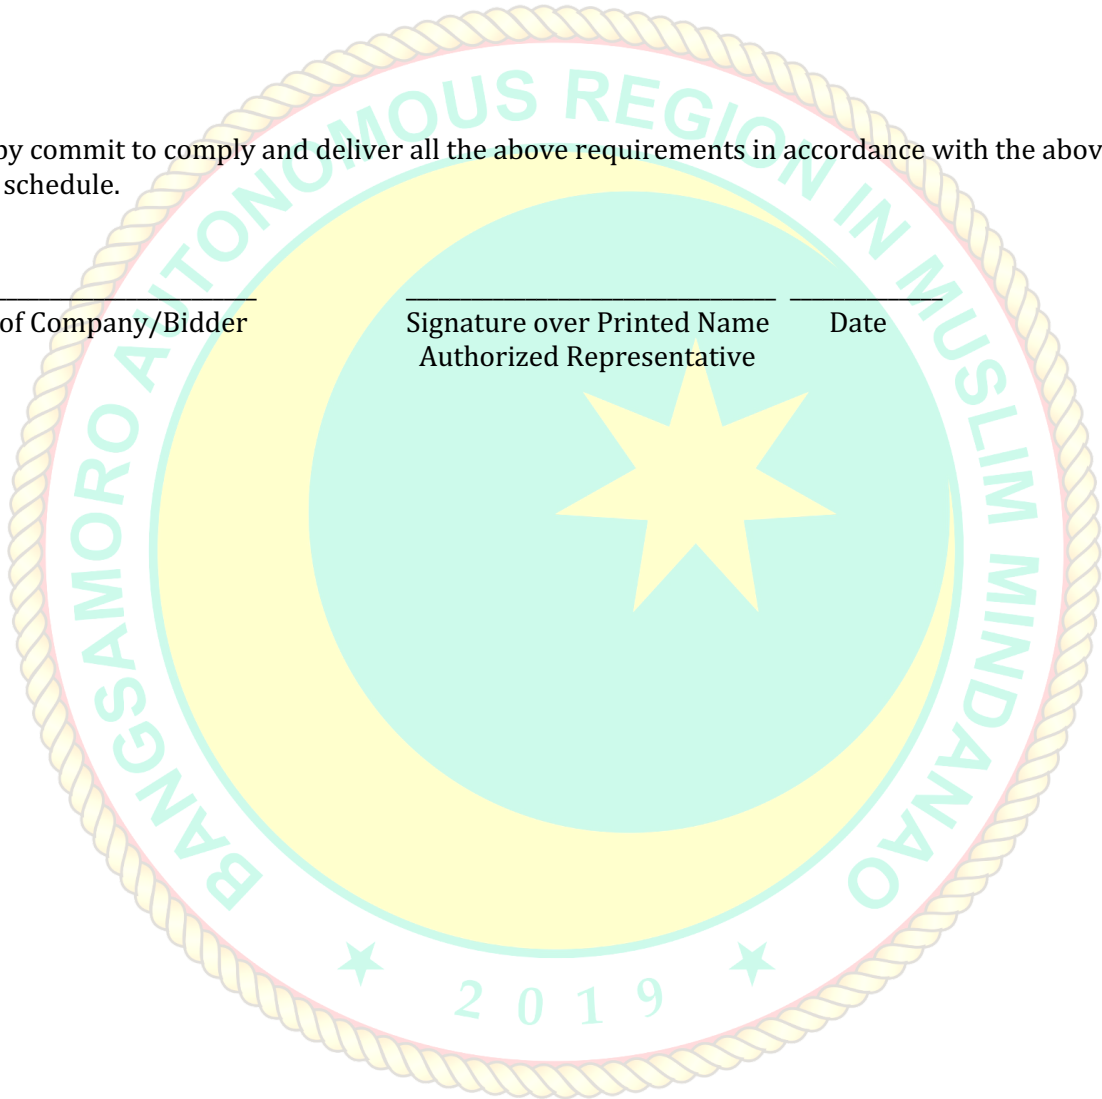 by commit to comply and deliver all the above requirements in accordance with the abov
schedule.
of Company/Bidder
Signature over Printed Name
Date
Authorized Representative
BANGSAMORO AUTONOMOUS REGION IN MUSLIM MINDANAO
2019